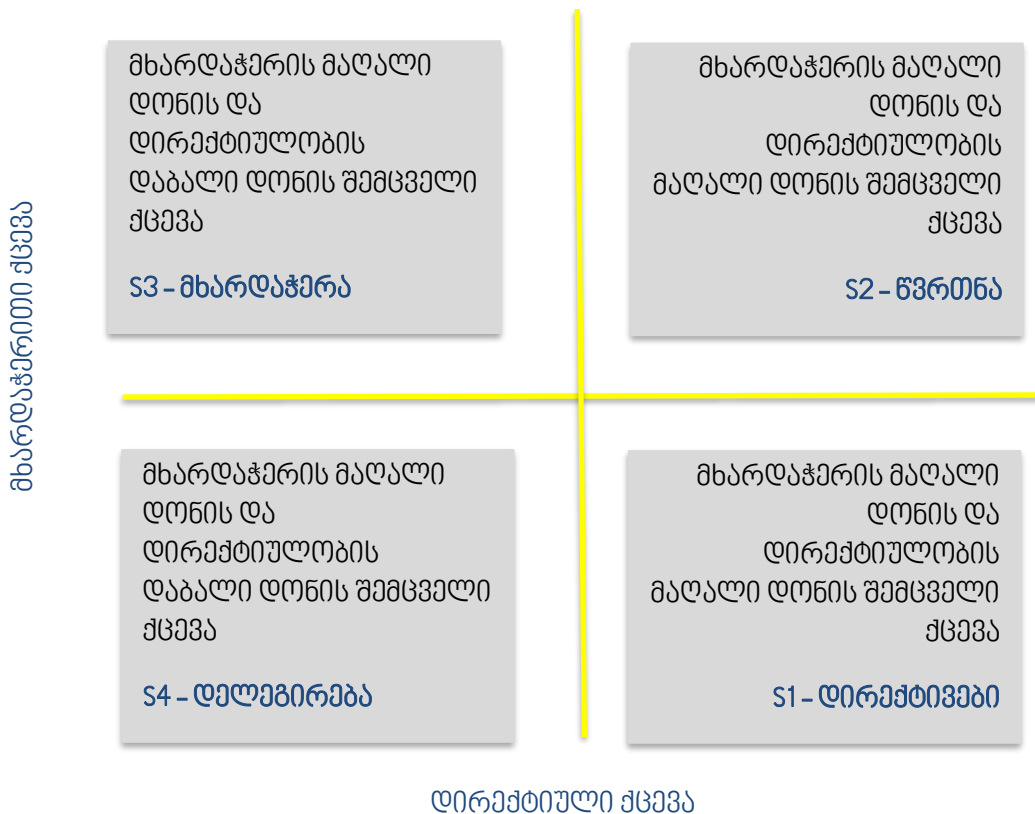 მხარდაჭერითი ქცევა
მხარდაჭერის მაღალი
დონის და
დირექტიულობის
დაბალი დონის შემცველი
ქცევა
S3 – მხარდაჭერა
მხარდაჭერის მაღალი
დონის და
დირექტიულობის
მაღალი დონის შემცველი
ქცევა
S2 – წვრთნა
მხარდაჭერის მაღალი
დონის და
დირექტიულობის
დაბალი დონის შემცველი
ქცევა
S4 – დელეგირება
მხარდაჭერის მაღალი
დონის და
დირექტიულობის
მაღალი დონის შემცველი
ქცევა
S1 – დირექტივები
დირექტიული ქცევა